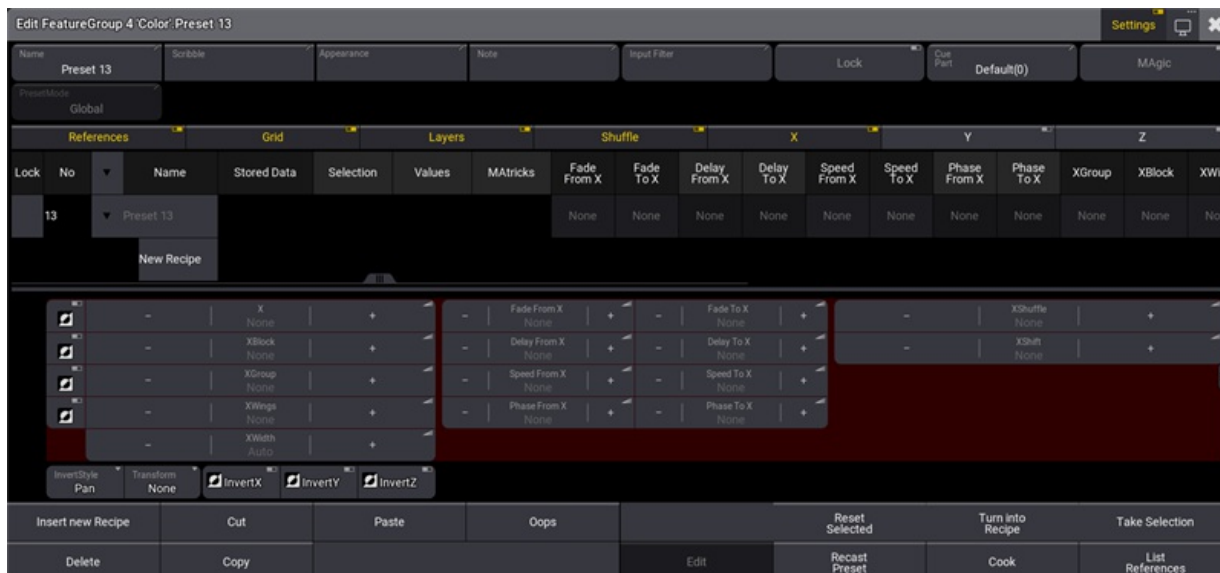 Edit FeatureGroup 4 'Color'.Preset 13
Settings
Name
Preset 13
Scribble
Appearance
Note
Input Filter
Lock
Cue Part
Default(0)
MAgic
PresetMode
Global
References Grid Layers Shuffle X Y Z
Lock No Name Stored Data Selection Values MAtricks Fade From X Fade To X Delay From X Delay To X Speed From X Speed To X Phase From X Phase To X XGroup XBlock XWi
13 Preset 13 None None None None None None None None None None No
New Recipe
- X None + - Fade From X None + - Fade To X None + - XShuffle None +
- XBlock None + - Delay From X None + - Delay To X None + - XShift None +
- XGroup None + - Speed From X None + - Speed To X None +
- XWings None + - Phase From X None + - Phase To X None +
- XWidth Auto +
InvertStyle Pan Transform None InvertX InvertY InvertZ
Insert new Recipe Cut Paste Oops Reset Selected Turn into Recipe Take Selection
Delete Copy Edit Recast Preset Cook List References